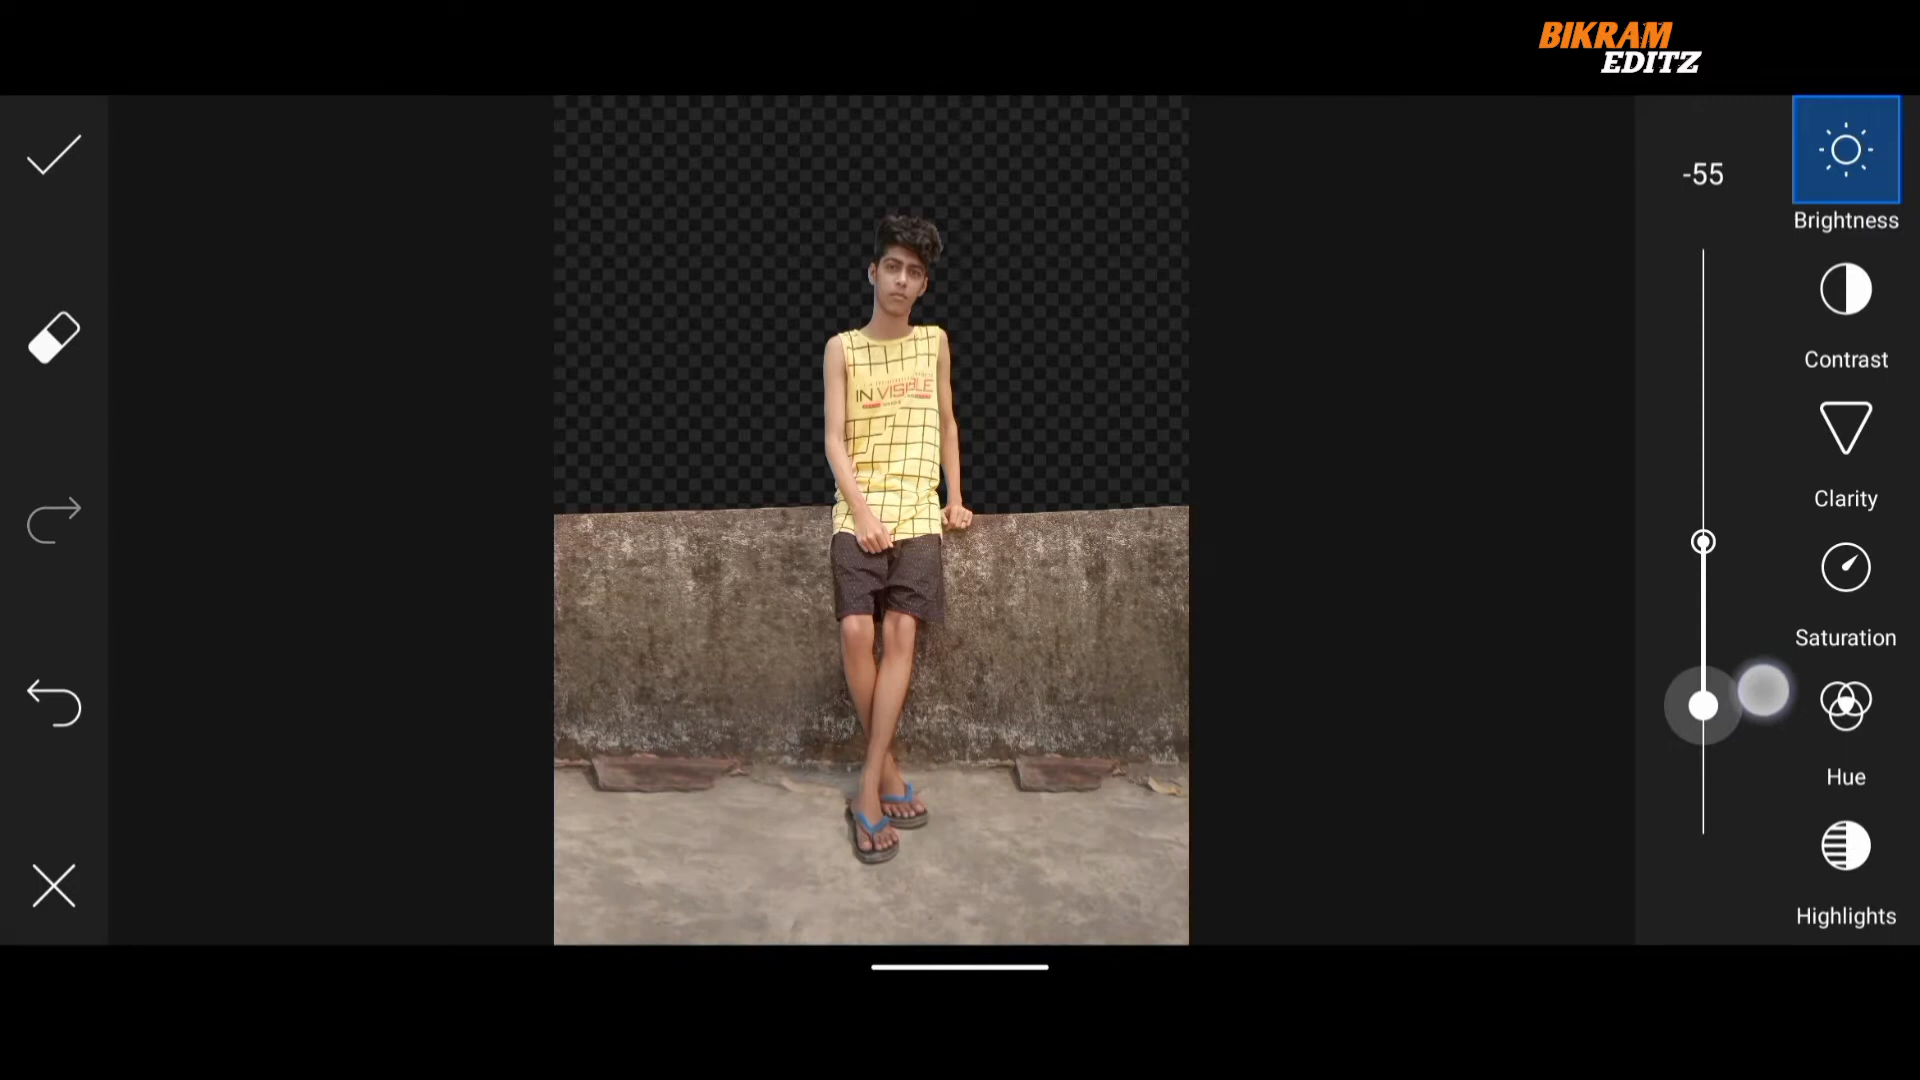 BIKRAM
EDITZ
-55
Brightness
Contrast
Clarity
Saturation
Hue
Highlights
INVISIBLE